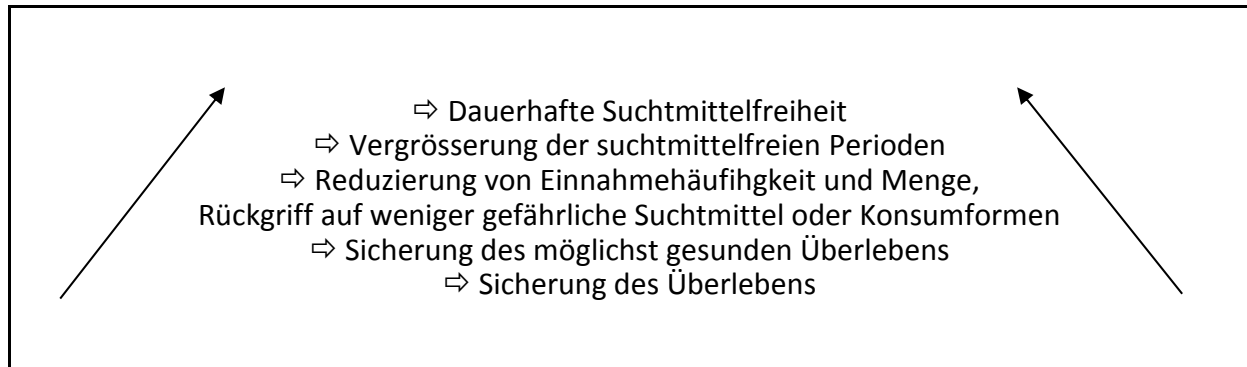 ⇨ Dauerhafte Suchtmittelfreiheit
⇨ Vergrösserung der suchtmittelfreien Perioden
⇨ Reduzierung von Einnahmehäufihgkeit und Menge,
Rückgriff auf weniger gefährliche Suchtmittel oder Konsumformen
⇨ Sicherung des möglichst gesunden Überlebens
⇨ Sicherung des Überlebens